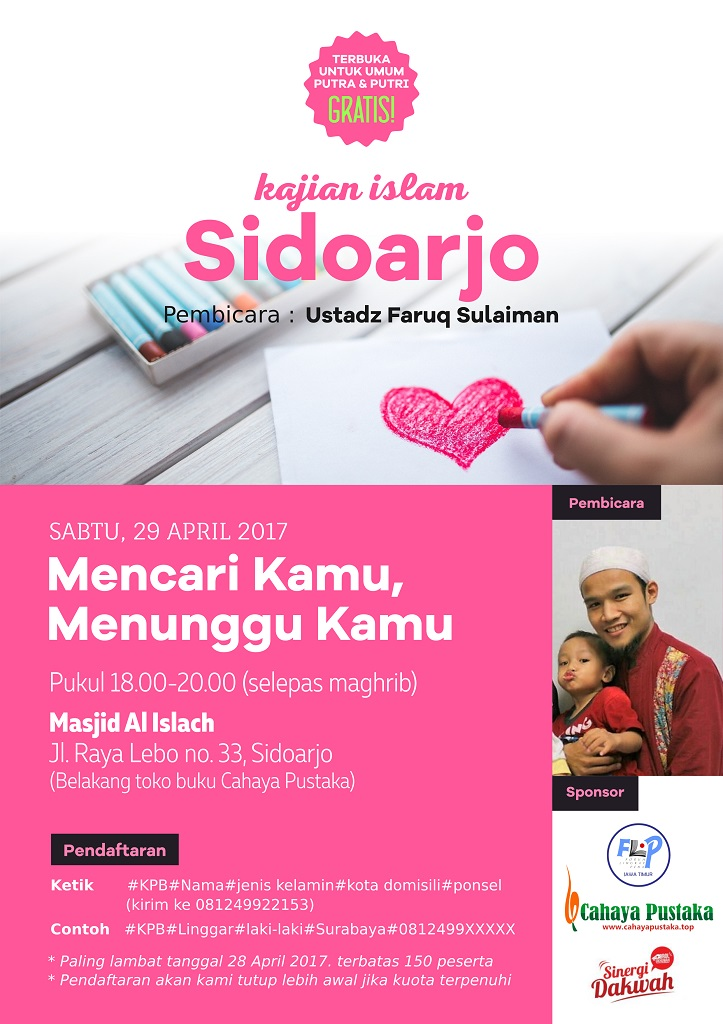 TERBUKA
UNTUK UMUM
PUTRA & PUTRI
GRATIS!
kajian islam
Sidoarjo
Pembicara : Ustadz Faruq Sulaiman
SABTU, 29 APRIL 2017
Mencari Kamu,
Menunggu Kamu
Pukul 18.00-20.00 (selepas maghrib)
Masjid Al Islach
Jl. Raya Lebo no. 33, Sidoarjo
(Belakang toko buku Cahaya Pustaka)
Pendaftaran
Ketik #KPB#Nama#jenis kelamin#kota domisili#ponsel
(kirim ke 081249922153)
Contoh #KPB#Linggar#laki-laki#Surabaya#0812499XXXXX
* Paling lambat tanggal 28 April 2017. terbatas 150 peserta
* Pendaftaran akan kami tutup lebih awal jika kuota terpenuhi
Pembicara
Sponsor
FLP
JAWA TIMUR
Cahaya Pustaka
www.cahayapustaka.top
Sinergi
Dakwah